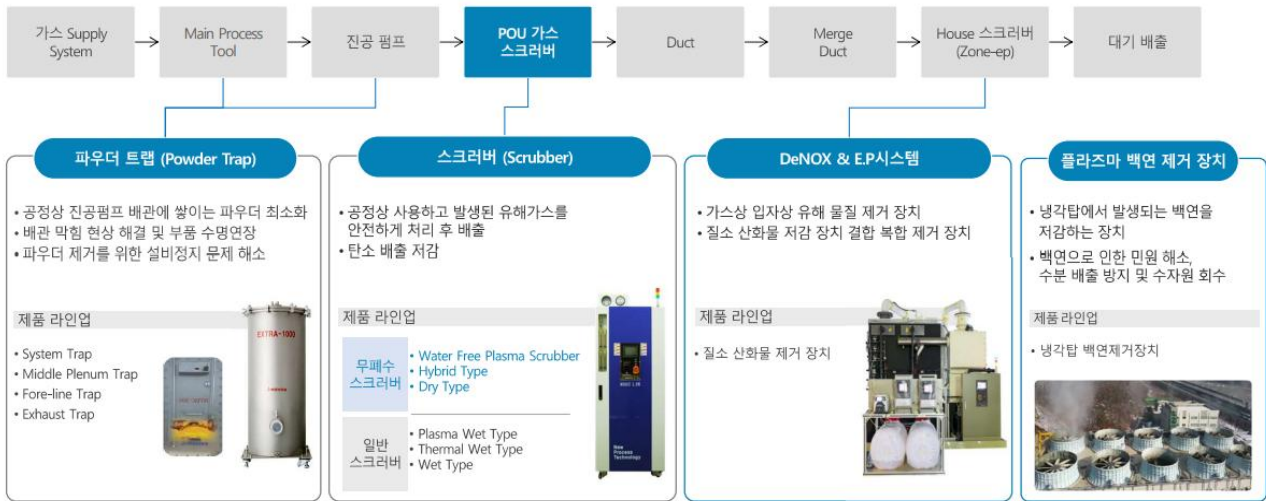 가스 Supply
System
Main Process
Tool
진공 펌프
POU 가스
스크러버
Duct
Merge
Duct
House 스크러버
(Zone-ep)
대기 배출
파우더 트랩 (Powder Trap)
• 공정상 진공펌프 배관에 쌓이는 파우더 최소화
• 배관 막힘 현상 해결 및 부품 수명연장
• 파우더 제거를 위한 설비정지 문제 해소
제품 라인업
• System Trap
• Middle Plenum Trap
• Fore-line Trap
• Exhaust Trap
EXTRA-1000
스크러버 (Scrubber)
• 공정상 사용하고 발생된 유해가스를
안전하게 처리 후 배출
• 탄소 배출 저감
제품 라인업
무폐수
스크러버
• Water Free Plasma Scrubber
• Hybrid Type
• Dry Type
일반
스크러버
• Plasma Wet Type
• Thermal Wet Type
• Wet Type
New
Process
Technology
DeNOX & E.P시스템
• 가스상 입자상 유해 물질 제거 장치
• 질소 산화물 저감 장치 결합 복합 제거 장치
제품 라인업
• 질소 산화물 제거 장치
플라즈마 백연 제거 장치
• 냉각탑에서 발생되는 백연을
저감하는 장치
• 백연으로 인한 민원 해소,
수분 배출 방지 및 수자원 회수
제품 라인업
• 냉각탑 백연제거장치